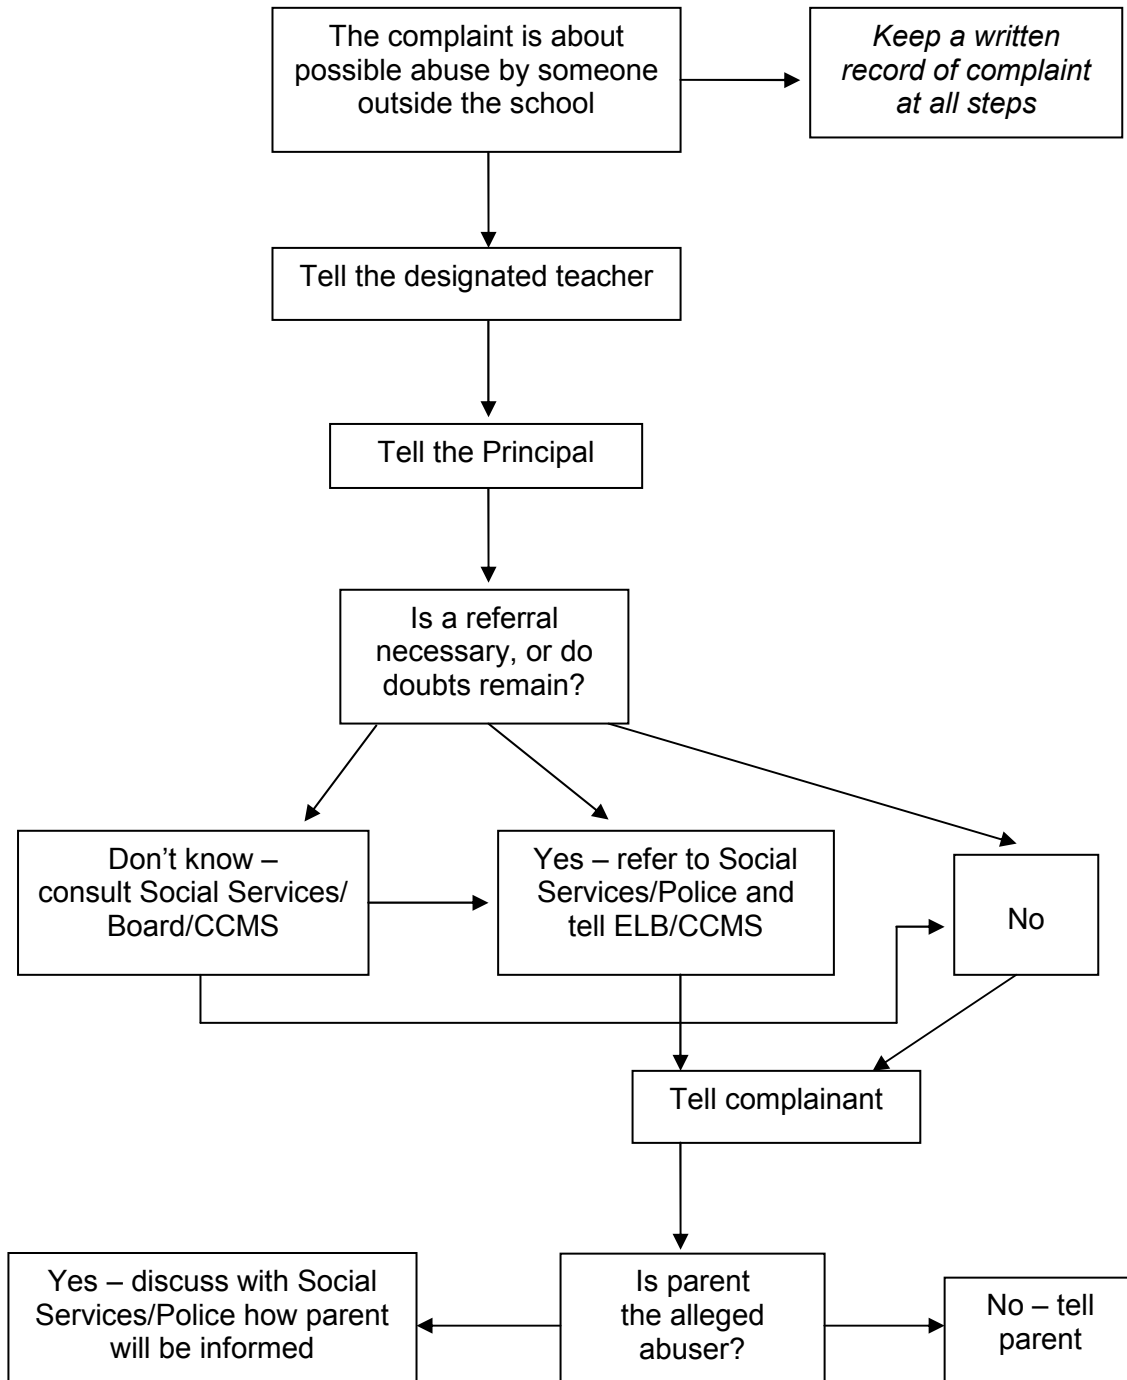 The complaint is about
possible abuse by someone
outside the school
Keep a written
record of complaint
at all steps
Tell the designated teacher
Tell the Principal
Is a referral
necessary, or do
doubts remain?
Don’t know –
consult Social Services/
Board/CCMS
Yes – refer to Social
Services/Police and
tell ELB/CCMS
No
Tell complainant
Yes – discuss with Social
Services/Police how parent
will be informed
Is parent
the alleged
abuser?
No – tell
parent